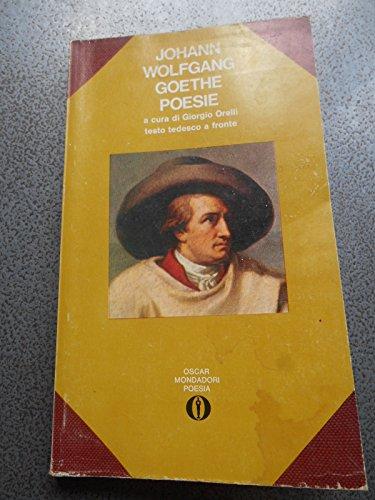 JOHANN
WOLFGANG
GOETHE
POESIE
a cura di Giorgio Orelli
testo tedesco a fronte
OSCAR
MONDADORI
POESIA